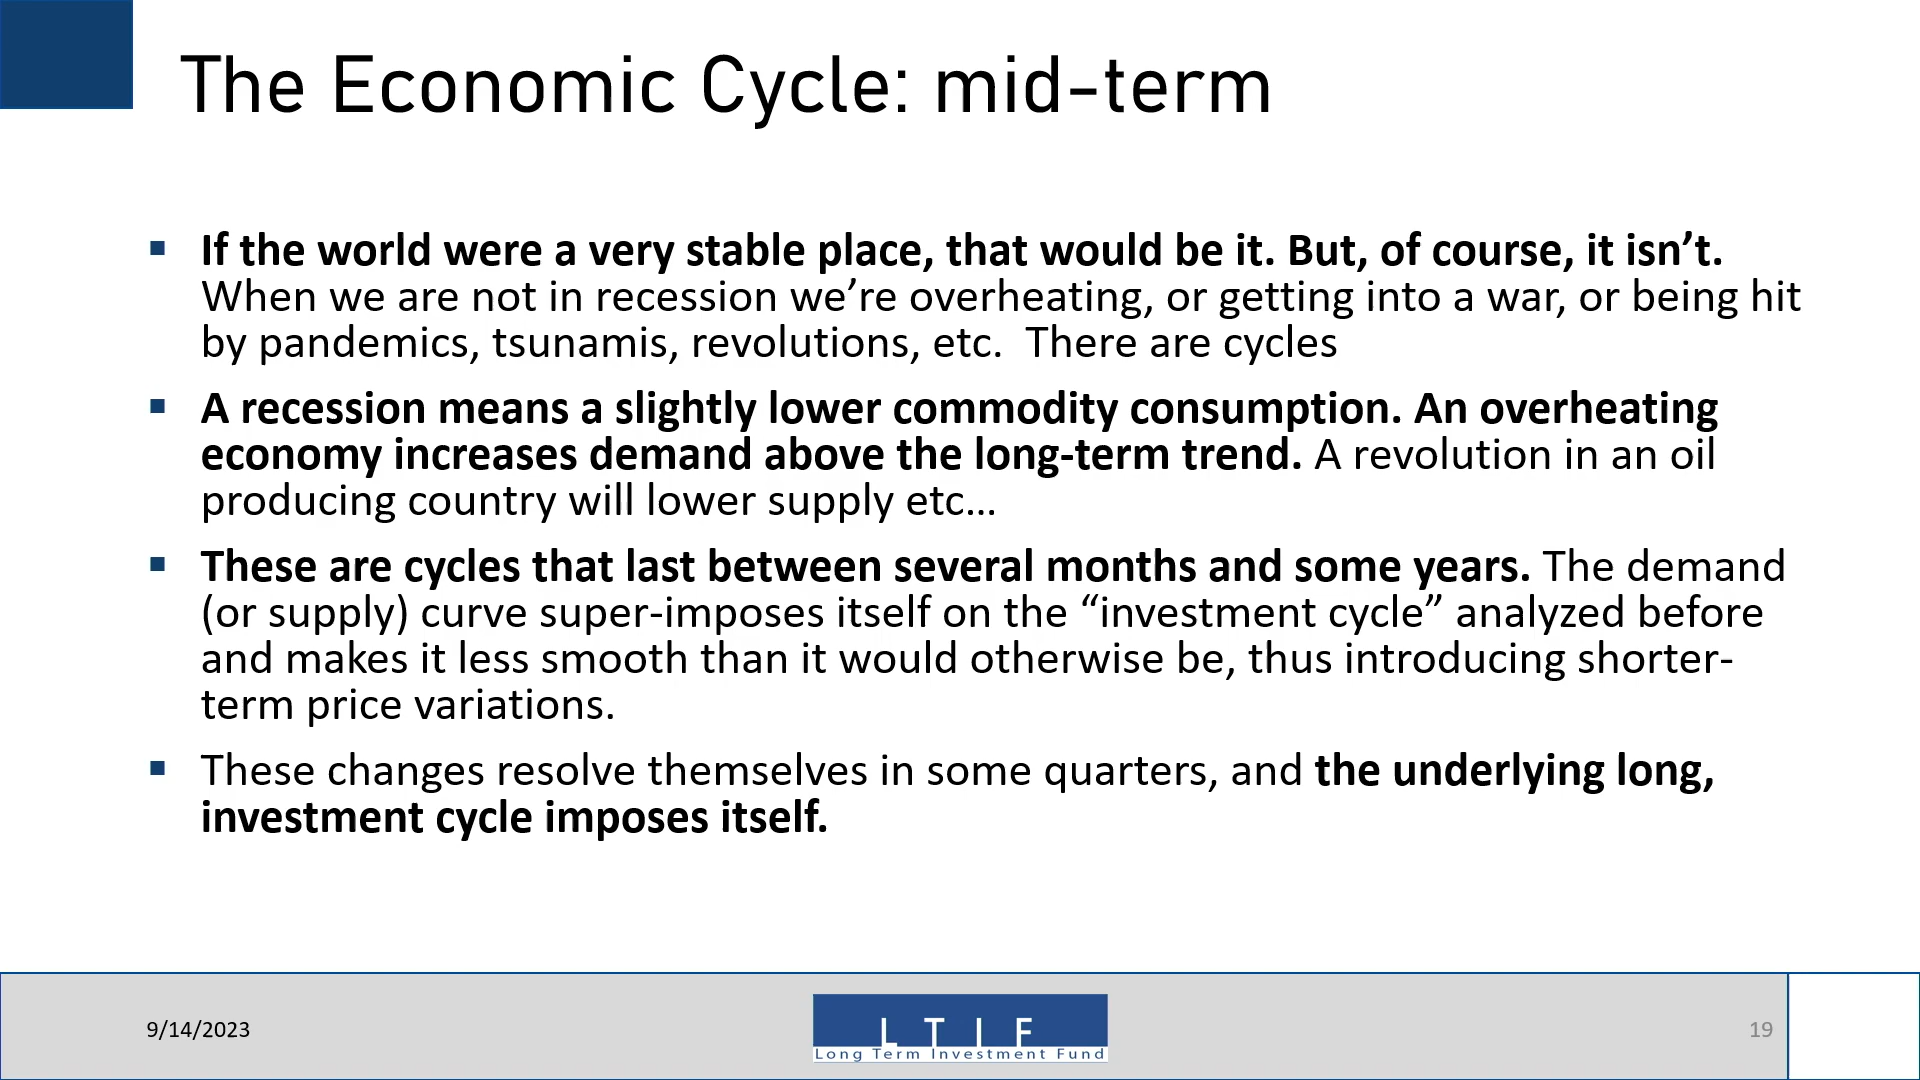 The Economic Cycle: mid-term
▪ If the world were a very stable place, that would be it. But, of course, it isn’t.
When we are not in recession we’re overheating, or getting into a war, or being hit
by pandemics, tsunamis, revolutions, etc.  There are cycles
▪ A recession means a slightly lower commodity consumption. An overheating
economy increases demand above the long-term trend. A revolution in an oil
producing country will lower supply etc…
▪ These are cycles that last between several months and some years. The demand
(or supply) curve super-imposes itself on the “investment cycle” analyzed before
and makes it less smooth than it would otherwise be, thus introducing shorter-
term price variations.
▪ These changes resolve themselves in some quarters, and the underlying long,
investment cycle imposes itself.
9/14/2023
L T I F
Long Term Investment Fund
19